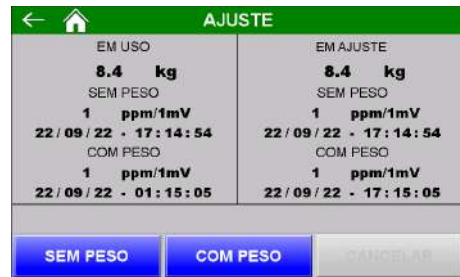 AJUSTE
EM USO
8.4 kg
SEM PESO
1 ppm/1mV
22/09/22 - 17:14:54
COM PESO
1 ppm/1mV
22/09/22 - 01:15:05
EM AJUSTE
8.4 kg
SEM PESO
1 ppm/1mV
22/09/22 - 17:14:54
COM PESO
1 ppm/1mV
22/09/22 - 17:15:05
SEM PESO
COM PESO
CANCELAR